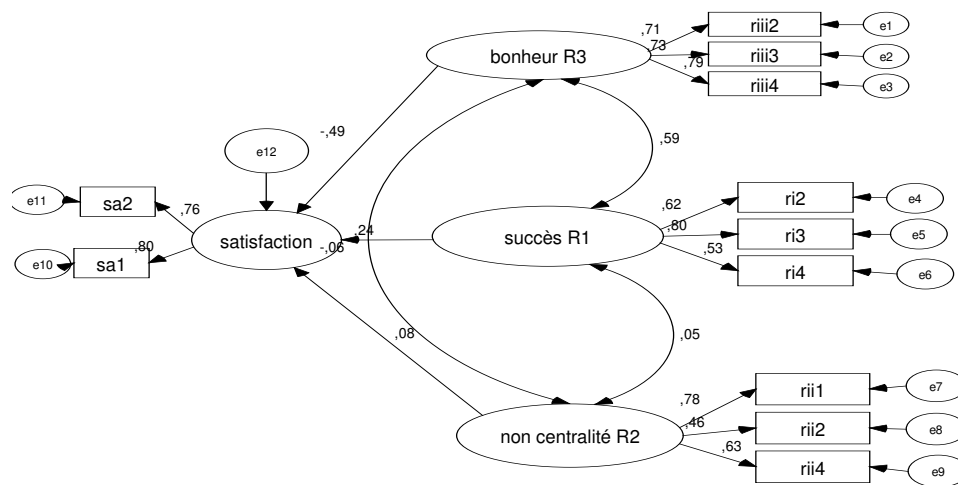 ,71
riii2
e1
bonheur R3
,73
riii3
e2
,79
riii4
e3
-,49
e12
,59
e11
sa2
,76
ri2
e4
,62
satisfaction
,24
-,06
succès R1
,80
ri3
e5
,80
sa1
e10
,53
ri4
e6
,08
,05
,78
rii1
e7
non centralité R2
,46
rii2
e8
,63
rii4
e9